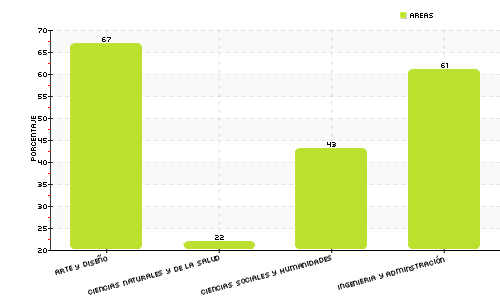 AREAS
70
65
60
55
50
45
40
35
30
25
20
PORCENTAJE
67
22
43
61
ARTE Y DISEÑO
CIENCIAS NATURALES Y DE LA SALUD
CIENCIAS SOCIALES Y HUMANIDADES
INGENIERIA Y ADMINSTRACIÓN